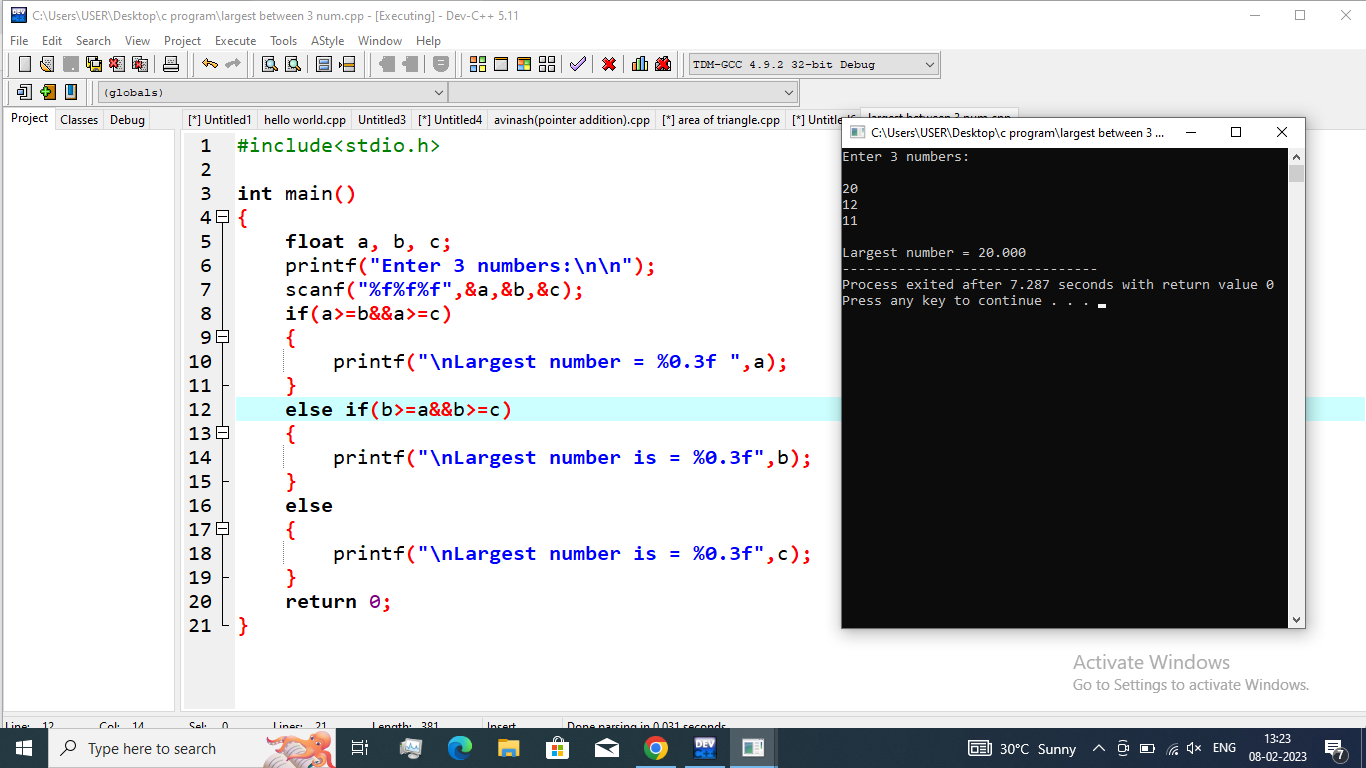 C:\Users\USER\Desktop\c program\largest between 3 num.cpp - [Executing] - Dev-C++ 5.11
File Edit Search View Project Execute Tools AStyle Window Help
TDM-GCC 4.9.2 32-bit Debug
(globals)
Project Classes Debug
[*] Untitled1 hello world.cpp Untitled3 [*] Untitled4 avinash(pointer addition).cpp [*] area of triangle.cpp [*] largest between 3 num.cpp
1 #include<stdio.h>
2
3 int main()
4 {
5 float a, b, c;
6 printf("Enter 3 numbers:\n\n");
7 scanf("%f%f%f",&a,&b,&c);
8 if(a>=b&&a>=c)
9 {
10 printf("\nLargest number = %0.3f ",a);
11 }
12 else if(b>=a&&b>=c)
13 {
14 printf("\nLargest number is = %0.3f",b);
15 }
16 else
17 {
18 printf("\nLargest number is = %0.3f",c);
19 }
20 return 0;
21 }
C:\Users\USER\Desktop\c program\largest between 3 ...
Enter 3 numbers:
20
12
11
Largest number = 20.000
--------------------------------
Process exited after 7.287 seconds with return value 0
Press any key to continue . . .
Activate Windows
Go to Settings to activate Windows.
Line: 12 Col: 14 Sel: 0 Lines: 21 Length: 381 Insert Done parsing in 0.031 seconds
Type here to search
DEV
30°C Sunny
ENG
13:23
08-02-2023
7